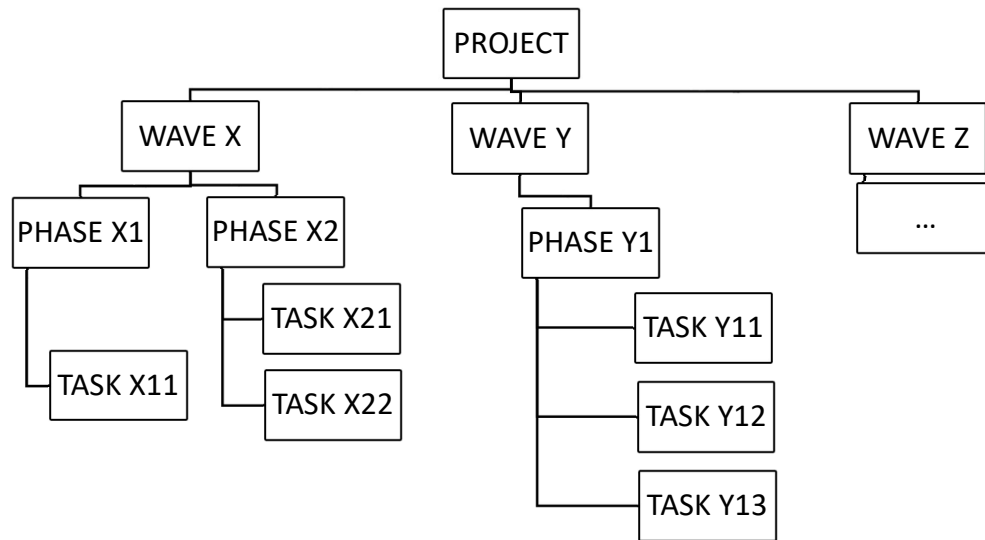 PROJECT
WAVE X
WAVE Y
WAVE Z
PHASE X1
PHASE X2
PHASE Y1
...
TASK X21
TASK Y11
TASK X11
TASK X22
TASK Y12
TASK Y13